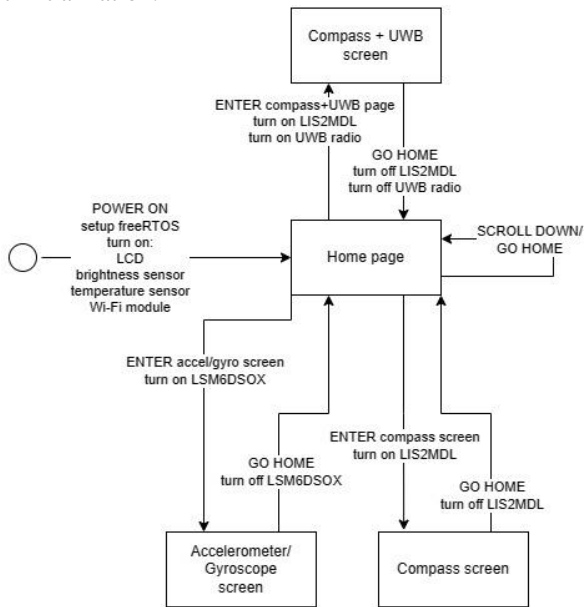 Compass + UWB
screen
ENTER compass+UWB page
turn on LIS2MDL
turn on UWB radio
GO HOME
turn off LIS2MDL
turn off UWB radio
POWER ON
setup freeRTOS
turn on:
LCD
brightness sensor
temperature sensor
Wi-Fi module
Home page
SCROLL DOWN/
GO HOME
ENTER accel/gyro screen
turn on LSM6DSOX
GO HOME
turn off LSM6DSOX
ENTER compass screen
turn on LIS2MDL
GO HOME
turn off LIS2MDL
Accelerometer/
Gyroscope
screen
Compass screen